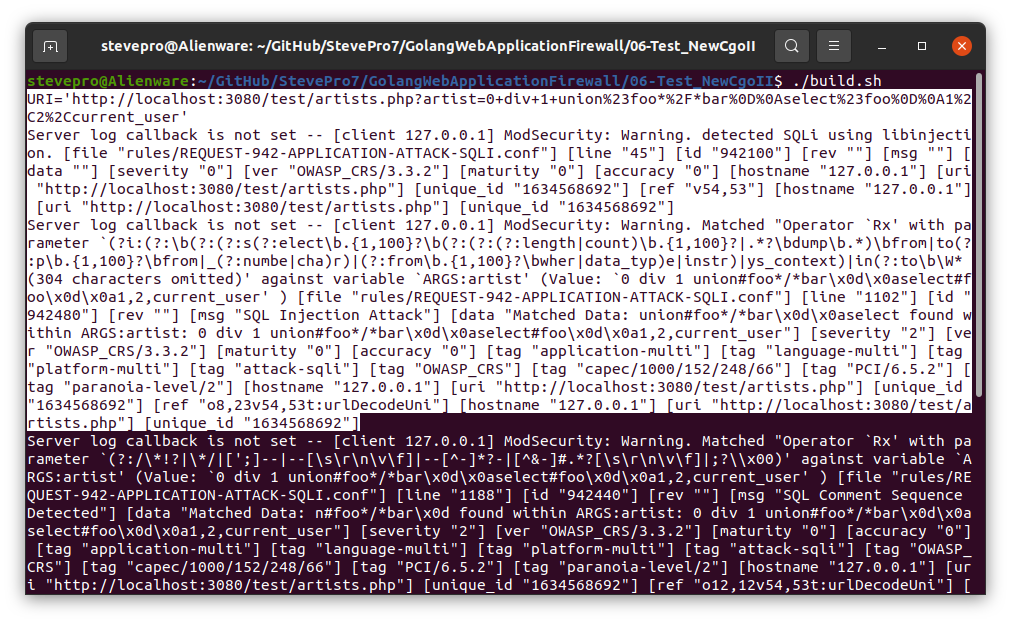 stevepro@Alienware: ~/GitHub/StevePro7/GolangWebApplicationFirewall/06-Test_NewCgoII
stevepro@Alienware:~/GitHub/StevePro7/GolangWebApplicationFirewall/06-Test_NewCgoII$ ./build.sh
URI='http://localhost:3080/test/artists.php?artist=0+div+1+union%23foo*%2F*bar%0D%0Aselect%23foo%0D%0A1%2
C2%2Ccurrent_user'
Server log callback is not set -- [client 127.0.0.1] ModSecurity: Warning. detected SQLi using libinjecti
on. [file "rules/REQUEST-942-APPLICATION-ATTACK-SQLI.conf"] [line "45"] [id "942100"] [rev ""] [msg ""] [
data ""] [severity "0"] [ver "OWASP_CRS/3.3.2"] [maturity "0"] [accuracy "0"] [hostname "127.0.0.1"] [uri
 "http://localhost:3080/test/artists.php"] [unique_id "1634568692"] [ref "v54,53"] [hostname "127.0.0.1"]
 [uri "http://localhost:3080/test/artists.php"] [unique_id "1634568692"]
Server log callback is not set -- [client 127.0.0.1] ModSecurity: Warning. Matched "Operator `Rx' with pa
rameter `(?i:(?:\b(?:(?:s(?:elect\b.{1,100}?\b(?:(?:(?:length|count)\b.{1,100}?|.*?\bdump\b.*)\bfrom|to(?
:p\b.{1,100}?\bfrom|_(?:numbe|cha)r)|(?:from\b.{1,100}?\bwher|data_typ)e|instr)|ys_context)|in(?:to\b\W*
(304 characters omitted)' against variable `ARGS:artist' (Value: `0 div 1 union#foo*/*bar\x0d\x0aselect#f
oo\x0d\x0a1,2,current_user' ) [file "rules/REQUEST-942-APPLICATION-ATTACK-SQLI.conf"] [line "1102"] [id "
942480"] [rev ""] [msg "SQL Injection Attack"] [data "Matched Data: union#foo*/*bar\x0d\x0aselect found w
ithin ARGS:artist: 0 div 1 union#foo*/*bar\x0d\x0aselect#foo\x0d\x0a1,2,current_user"] [severity "2"] [ve
r "OWASP_CRS/3.3.2"] [maturity "0"] [accuracy "0"] [tag "application-multi"] [tag "language-multi"] [tag
"platform-multi"] [tag "attack-sqli"] [tag "OWASP_CRS"] [tag "capec/1000/152/248/66"] [tag "PCI/6.5.2"] [
tag "paranoia-level/2"] [hostname "127.0.0.1"] [uri "http://localhost:3080/test/artists.php"] [unique_id
"1634568692"] [ref "o8,23v54,53t:urlDecodeUni"] [hostname "127.0.0.1"] [uri "http://localhost:3080/test/a
rtists.php"] [unique_id "1634568692"]
Server log callback is not set -- [client 127.0.0.1] ModSecurity: Warning. Matched "Operator `Rx' with pa
rameter `(?:/\*!?|\*/|[';]--|--[\s\r\n\v\f]|--[^-]*?-|[^&-]#.*?[\s\r\n\v\f]|;?\\x00)' against variable `A
RGS:artist' (Value: `0 div 1 union#foo*/*bar\x0d\x0aselect#foo\x0d\x0a1,2,current_user' ) [file "rules/RE
QUEST-942-APPLICATION-ATTACK-SQLI.conf"] [line "1188"] [id "942440"] [rev ""] [msg "SQL Comment Sequence
Detected"] [data "Matched Data: n#foo*/*bar\x0d found within ARGS:artist: 0 div 1 union#foo*/*bar\x0d\x0a
select#foo\x0d\x0a1,2,current_user"] [severity "2"] [ver "OWASP_CRS/3.3.2"] [maturity "0"] [accuracy "0"]
 [tag "application-multi"] [tag "language-multi"] [tag "platform-multi"] [tag "attack-sqli"] [tag "OWASP_
CRS"] [tag "capec/1000/152/248/66"] [tag "PCI/6.5.2"] [tag "paranoia-level/2"] [hostname "127.0.0.1"] [ur
i "http://localhost:3080/test/artists.php"] [unique_id "1634568692"] [ref "o12,12v54,53t:urlDecodeUni"] [